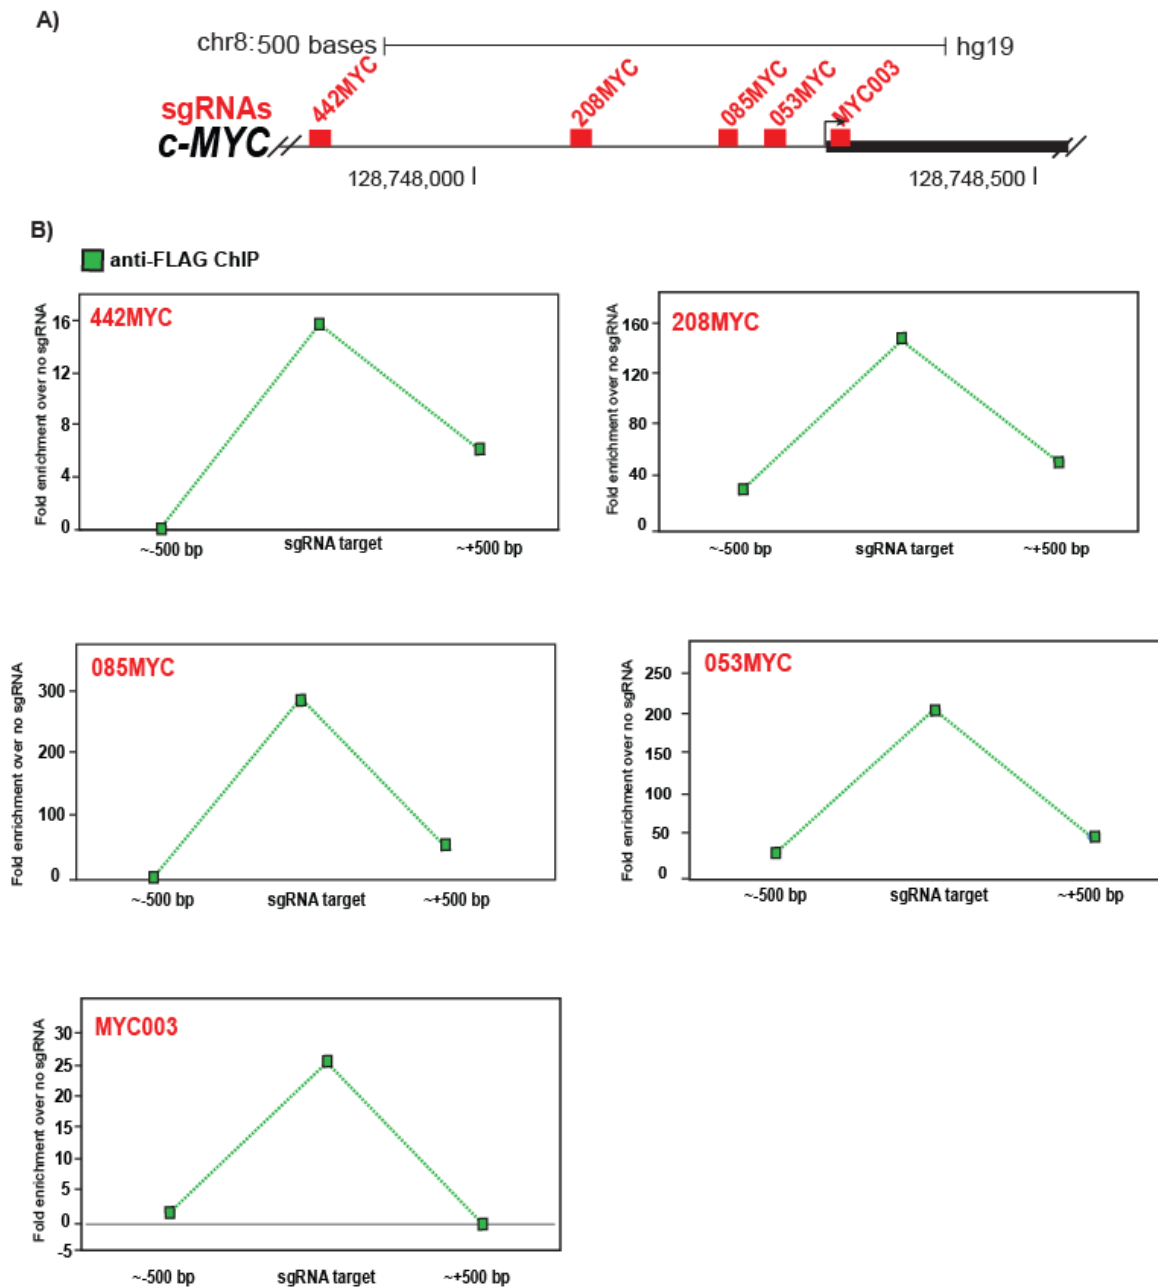 A)
chr8: 500 bases hg19
442MYC 208MYC 085MYC 053MYC MYC003
sgRNAs
c-MYC
128,748,000 128,748,500
B)
anti-FLAG ChIP
442MYC
Fold enrichment over no sgRNA
16
12
8
4
0
~-500 bp sgRNA target ~+500 bp
208MYC
Fold enrichment over no sgRNA
160
120
80
40
0
~-500 bp sgRNA target ~+500 bp
085MYC
Fold enrichment over no sgRNA
300
200
100
0
~-500 bp sgRNA target ~+500 bp
053MYC
Fold enrichment over no sgRNA
250
200
150
100
50
0
~-500 bp sgRNA target ~+500 bp
MYC003
Fold enrichment over no sgRNA
30
25
20
15
10
5
0
-5
~-500 bp sgRNA target ~+500 bp